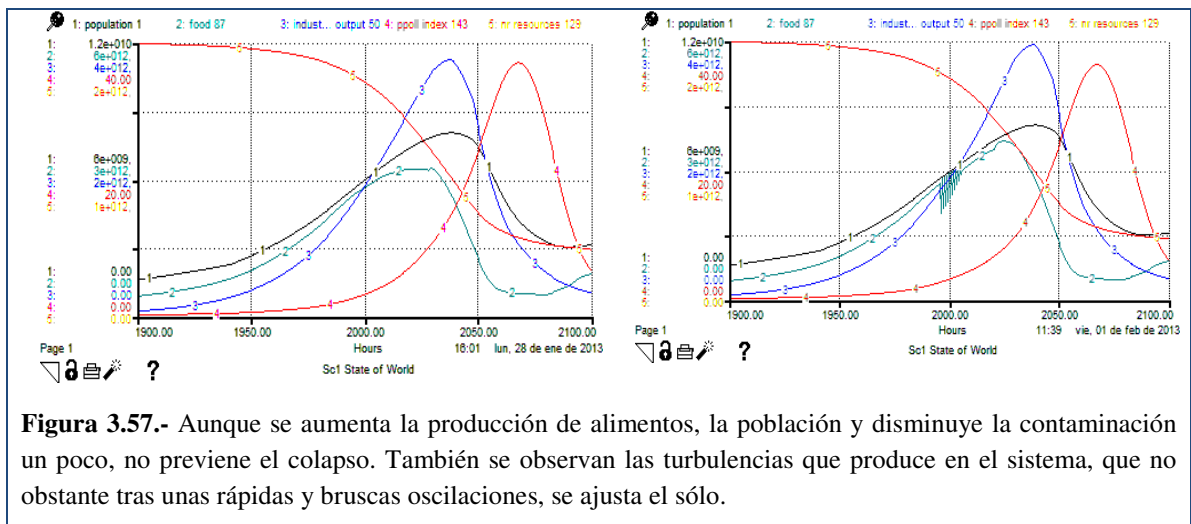 1: population 1 2: food 87 3: indust... output 50 4: ppoll index 143 5: nr resources 129
1: 1.2e+010
2: 6e+012,
3: 4e+012,
4: 40.00
5: 2e+012,
1: 6e+009,
2: 3e+012,
3: 2e+012,
4: 20.00
5: 1e+012,
1: 0.00
2: 0.00
3: 0.00
4: 0.00
5: 0.00
1900.00 1950.00 2000.00 2050.00 2100.00
Page 1 Hours 16:01 lun, 28 de ene de 2013
? Sc1 State of World
1: population 1 2: food 87 3: indust... output 50 4: ppoll index 143 5: nr resources 129
1: 1.2e+010
2: 6e+012,
3: 4e+012,
4: 40.00
5: 2e+012,
1: 6e+009,
2: 3e+012,
3: 2e+012,
4: 20.00
5: 1e+012,
1: 0.00
2: 0.00
3: 0.00
4: 0.00
5: 0.00
1900.00 1950.00 2000.00 2050.00 2100.00
Page 1 Hours 11:39 vie, 01 de feb de 2013
? Sc1 State of World
Figura 3.57.- Aunque se aumenta la producción de alimentos, la población y disminuye la contaminación
un poco, no previene el colapso. También se observan las turbulencias que produce en el sistema, que no
obstante tras unas rápidas y bruscas oscilaciones, se ajusta el sólo.